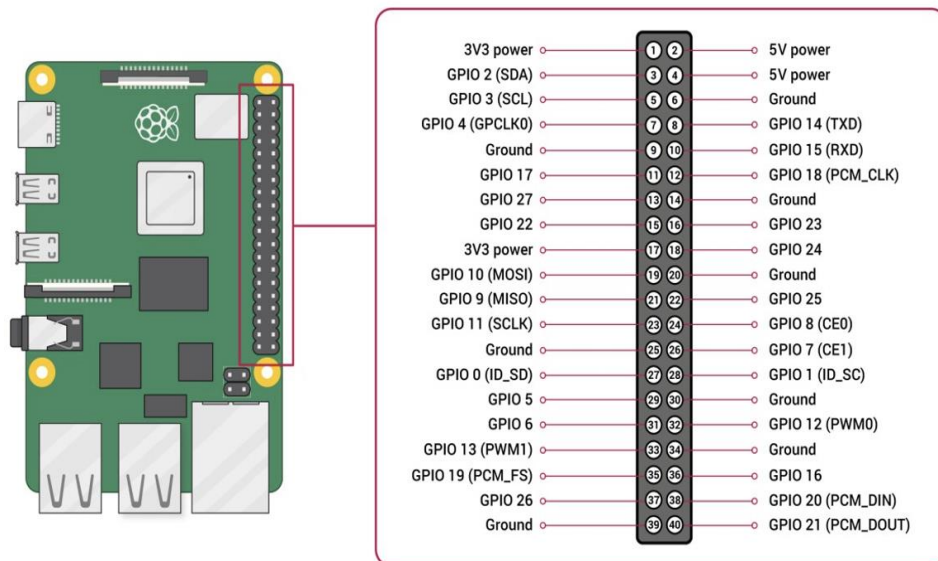 3V3 power 1 2 5V power
GPIO 2 (SDA) 3 4 5V power
GPIO 3 (SCL) 5 6 Ground
GPIO 4 (GPCLK0) 7 8 GPIO 14 (TXD)
Ground 9 10 GPIO 15 (RXD)
GPIO 17 11 12 GPIO 18 (PCM_CLK)
GPIO 27 13 14 Ground
GPIO 22 15 16 GPIO 23
3V3 power 17 18 GPIO 24
GPIO 10 (MOSI) 19 20 Ground
GPIO 9 (MISO) 21 22 GPIO 25
GPIO 11 (SCLK) 23 24 GPIO 8 (CE0)
Ground 25 26 GPIO 7 (CE1)
GPIO 0 (ID_SD) 27 28 GPIO 1 (ID_SC)
GPIO 5 29 30 Ground
GPIO 6 31 32 GPIO 12 (PWM0)
GPIO 13 (PWM1) 33 34 Ground
GPIO 19 (PCM_FS) 35 36 GPIO 16
GPIO 26 37 38 GPIO 20 (PCM_DIN)
Ground 39 40 GPIO 21 (PCM_DOUT)